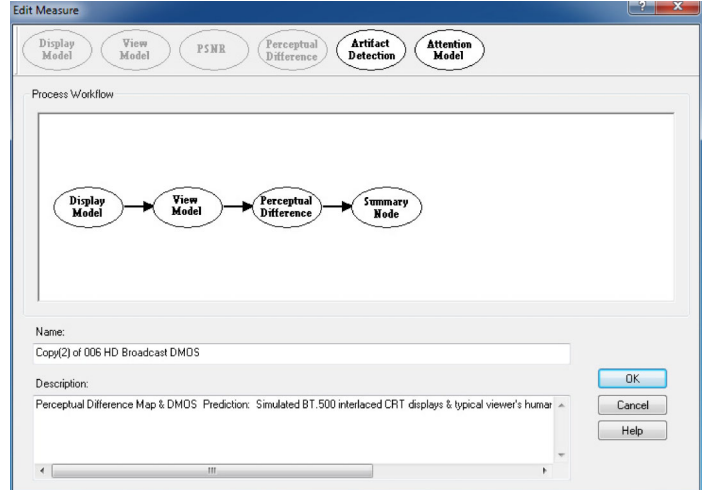 Edit Measure
? X
Display Model
View Model
PSNR
Perceptual Difference
Artifact Detection
Attention Model
Process Workflow
Display Model
View Model
Perceptual Difference
Summary Node
Name:
Copy(2) of 006 HD Broadcast DMOS
Description:
Perceptual Difference Map & DMOS Prediction: Simulated BT.500 interlaced CRT displays & typical viewer's humar
OK
Cancel
Help